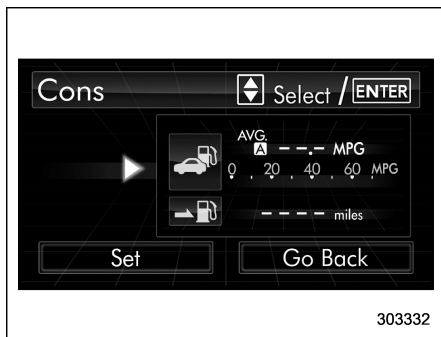 Cons Select / ENTER
AVG.
A --.- MPG
0 . 20 . 40 . 60 MPG
---- miles
Set Go Back
303332